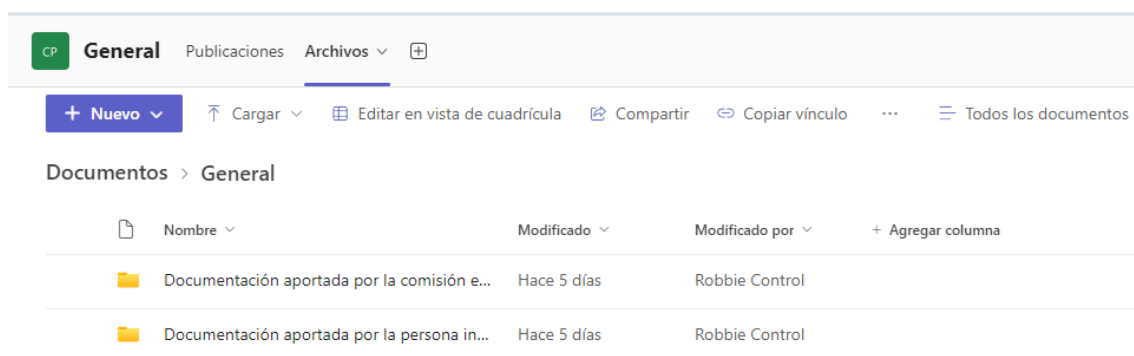 CP General Publicaciones Archivos
+ Nuevo Cargar Editar en vista de cuadrícula Compartir Copiar vínculo ... Todos los documentos
Documentos > General
Nombre Modificado Modificado por + Agregar columna
Documentación aportada por la comisión e... Hace 5 días Robbie Control
Documentación aportada por la persona in... Hace 5 días Robbie Control